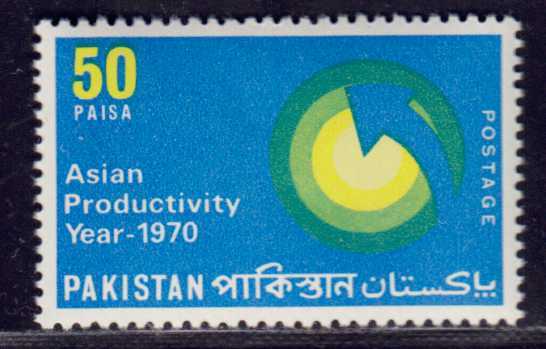 50
PAISA
POSTAGE
Asian
Productivity
Year-1970
PAKISTAN পাকিস্তান پاکستان